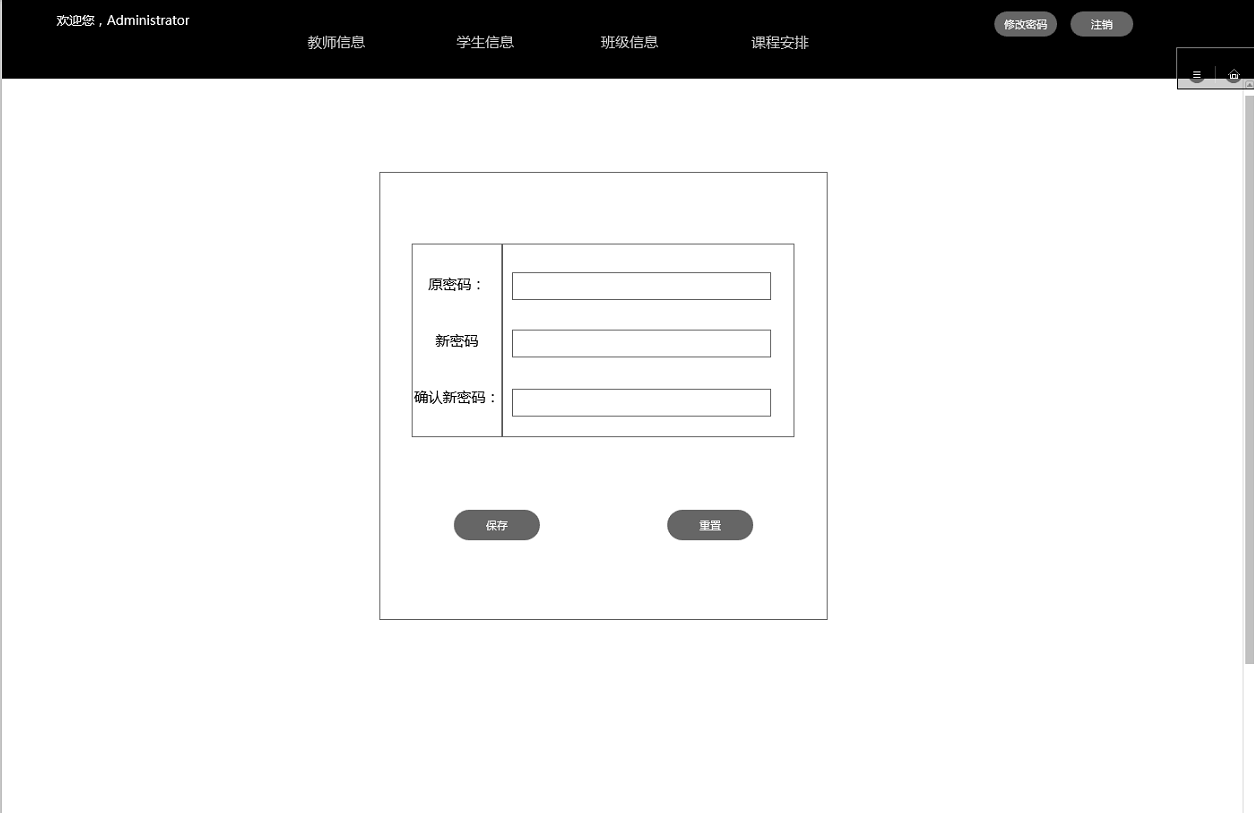 欢迎您，Administrator
修改密码
注销
教师信息
学生信息
班级信息
课程安排
原密码：
新密码
确认新密码：
保存
重置